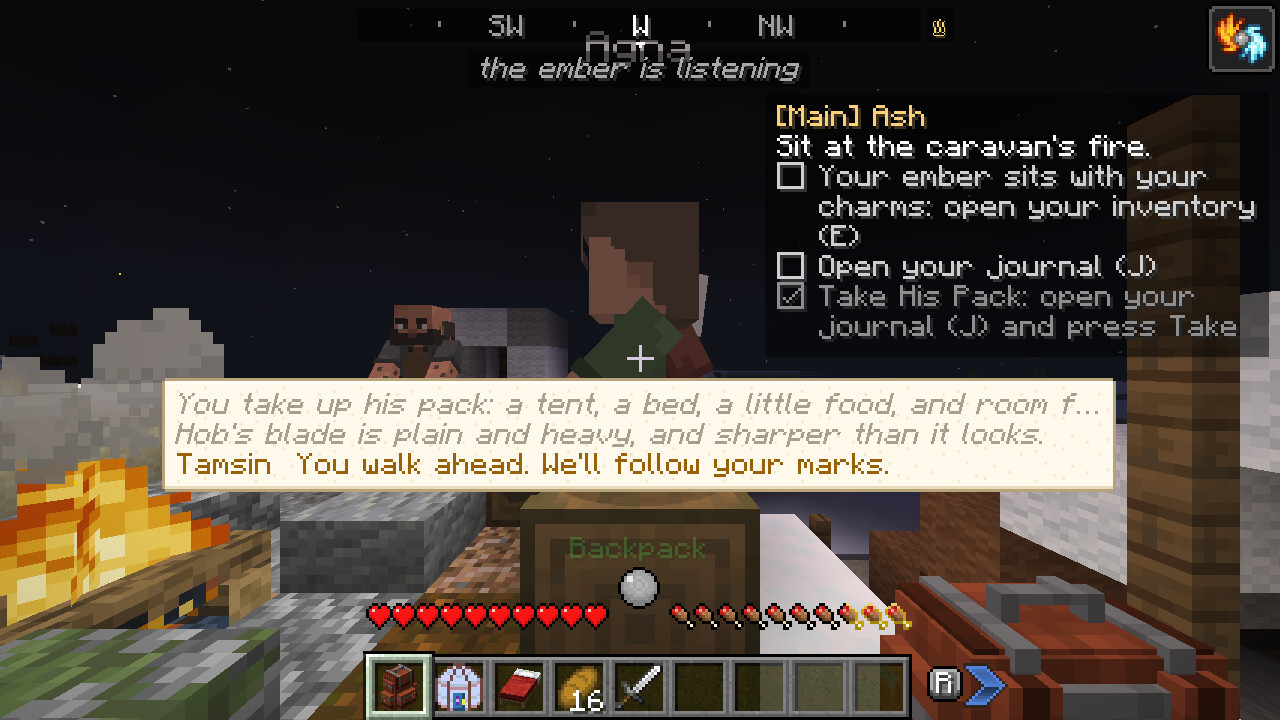 SW W NW
Agna
the ember is listening
[Main] Ash
Sit at the caravan's fire.
Your ember sits with your
charms: open your inventory
(E)
Open your journal (J)
Take His Pack: open your
journal (J) and press Take
You take up his pack: a tent, a bed, a little food, and room f...
Hob's blade is plain and heavy, and sharper than it looks.
Tamsin You walk ahead. We'll follow your marks.
Backpack
16
R